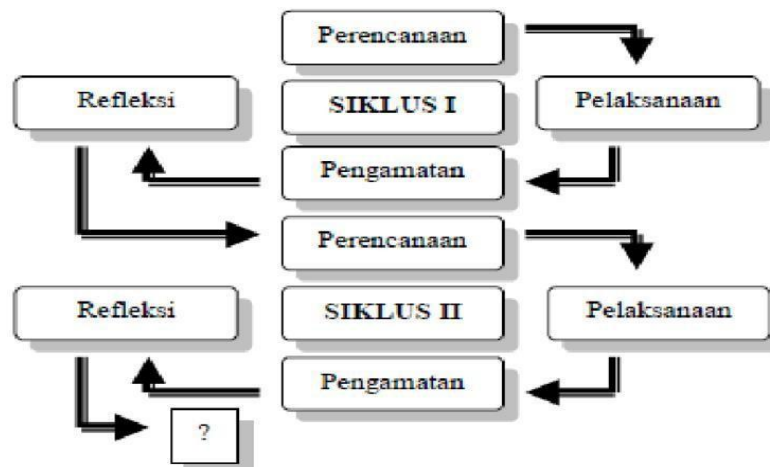 Perencanaan
Refleksi
SIKLUS I
Pelaksanaan
Pengamatan
Perencanaan
Refleksi
SIKLUS II
Pelaksanaan
Pengamatan
?